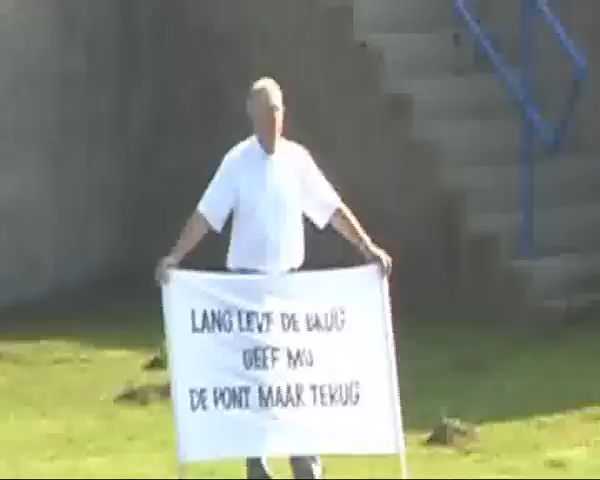 LANG LEVE DE BRUG
GEEF MIJ
DE PONT MAAR TERUG